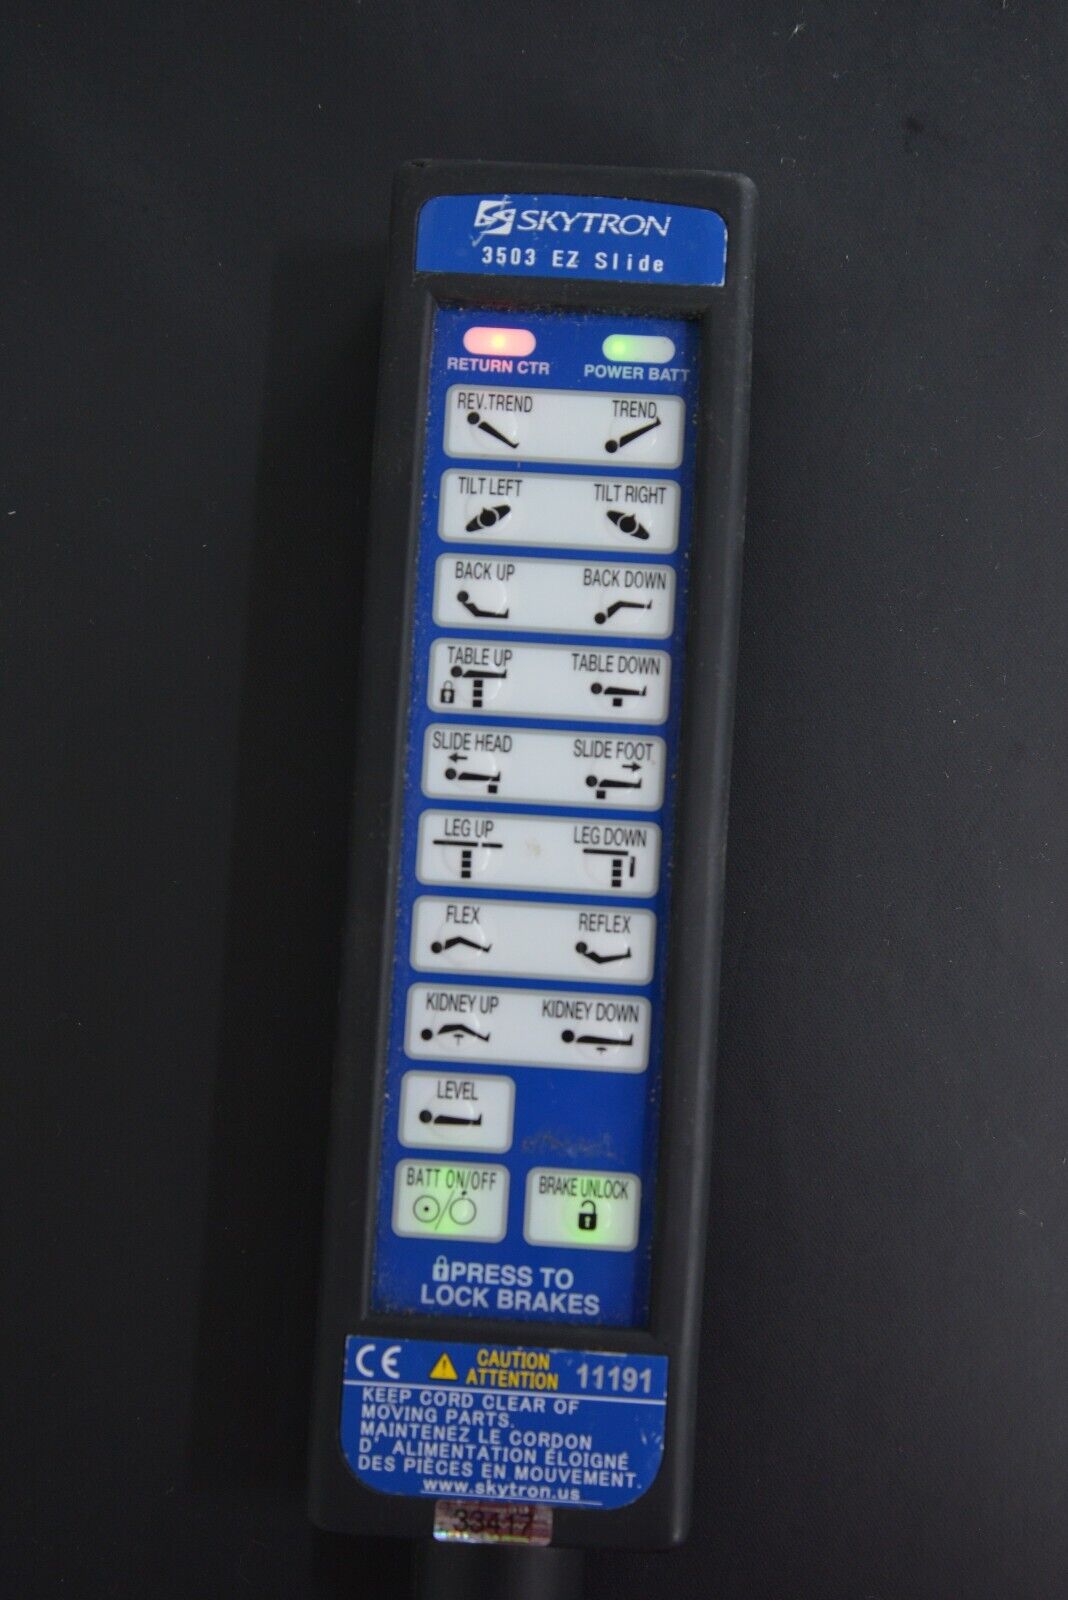 SKYTRON
3503 EZ Slide
RETURN CTR POWER BATT
REV.TREND TREND
TILT LEFT TILT RIGHT
BACK UP BACK DOWN
TABLE UP TABLE DOWN
SLIDE HEAD SLIDE FOOT
LEG UP LEG DOWN
FLEX REFLEX
KIDNEY UP KIDNEY DOWN
LEVEL
BATT ON/OFF BRAKE UNLOCK
PRESS TO
LOCK BRAKES
CE CAUTION
ATTENTION 11191
KEEP CORD CLEAR OF
MOVING PARTS.
MAINTENEZ LE CORDON
D' ALIMENTATION ÉLOIGNÉ
DES PIÈCES EN MOUVEMENT.
www.skytron.us
33417